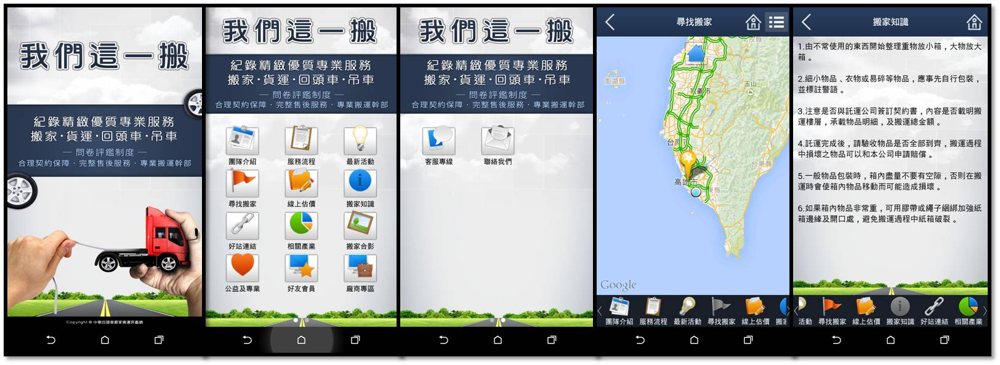 我們這一搬
紀錄精緻優質專業服務
搬家·貨運·回頭車·吊車
— 問卷評鑑制度 —
合理契約保障·完整售後服務·專業搬運幹部
Copyright © 中華回頭車搬家貨運評鑑網
我們這一搬
紀錄精緻優質專業服務
搬家·貨運·回頭車·吊車
— 問卷評鑑制度 —
合理契約保障·完整售後服務·專業搬運幹部
團隊介紹 服務流程 最新活動
尋找搬家 線上估價 搬家知識
好站連結 相關產業 搬家合影
公益及專業 好友會員 廠商專區
我們這一搬
紀錄精緻優質專業服務
搬家·貨運·回頭車·吊車
— 問卷評鑑制度 —
合理契約保障·完整售後服務·專業搬運幹部
客服專線 聯絡我們
尋找搬家
南投縣
澎湖縣
玉山
嘉義市
台南市
台東縣
高雄市
屏東縣
Google
團隊介紹 服務流程 最新活動 尋找搬家 線上估價 搬
搬家知識
1.由不常使用的東西開始整理重物放小箱，大物放大
箱。
2.細小物品、衣物或易碎等物品，應事先自行包裝，
並標註警語。
3.注意是否與託運公司簽訂契約書，內容是否載明搬
運樓層，承載物品明細，及搬運總金額。
4.託運完成後，請驗收物品是否全部到齊，搬運過程
中損壞之物品可以和本公司申請賠償。
5.一般物品包裝時，箱內盡量不要有空隙，否則在搬
運時會使箱內物品移動而可能造成損壞。
6.如果箱內物品非常重，可用膠帶或繩子綑綁加強紙
箱邊緣及開口處，避免搬運過程中紙箱破裂。
活動 尋找搬家 線上估價 搬家知識 好站連結 相關產業